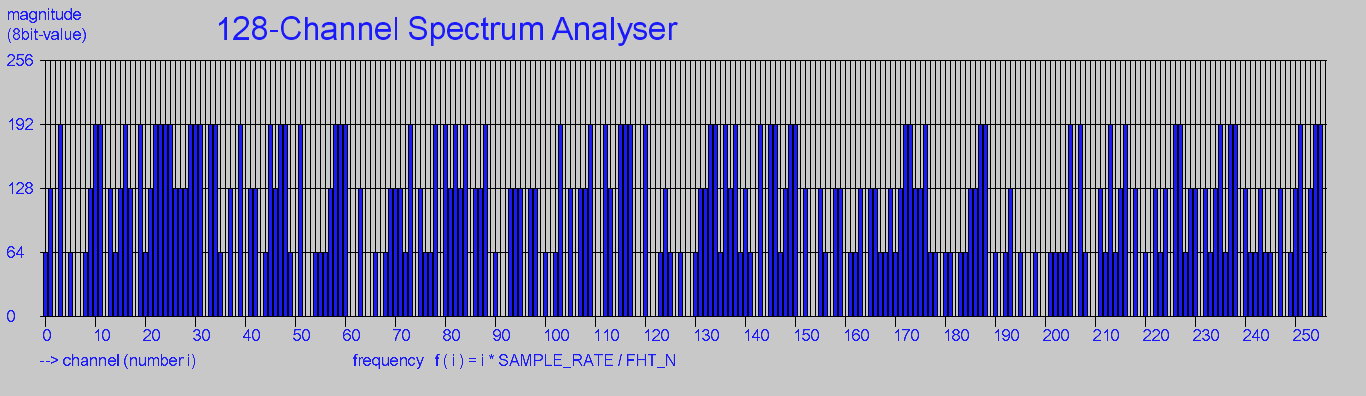 magnitude
(8bit-value)
128-Channel Spectrum Analyser
256
192
128
64
0
0 10 20 30 40 50 60 70 80 90 100 110 120 130 140 150 160 170 180 190 200 210 220 230 240 250
--> channel (number i)
frequency f ( i ) = i * SAMPLE_RATE / FHT_N